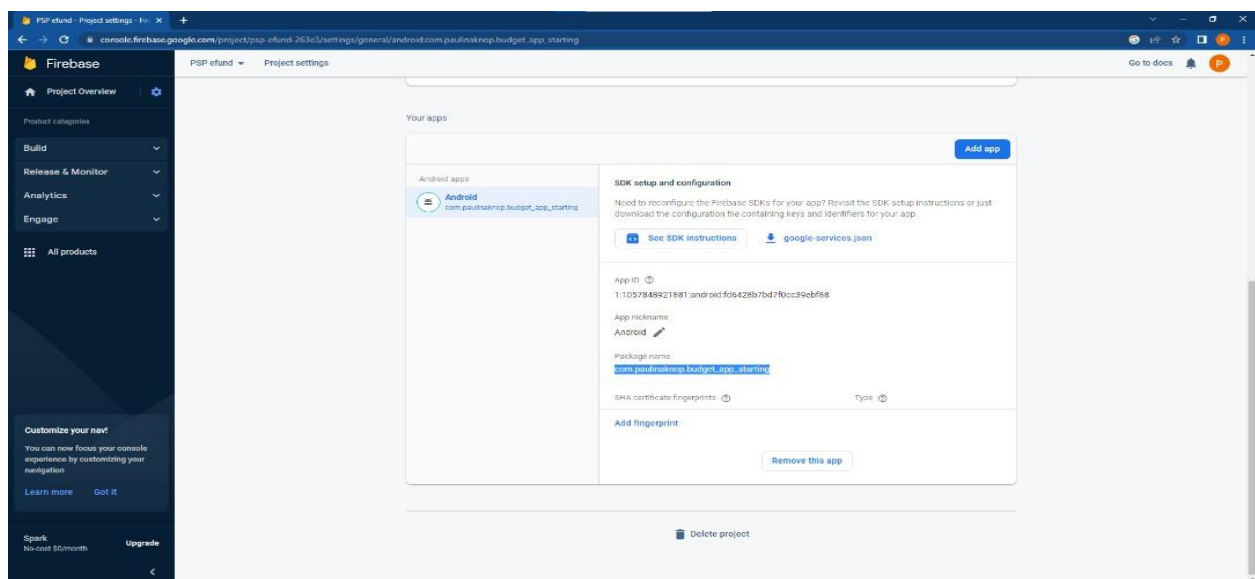 PSP efund - Project settings - Fir
console.firebase.google.com/project/psp-efund-263e3/settings/general/android:com.paulinaknop.budget_app_starting
P
Firebase
PSP efund
Project settings
Go to docs
P
Project Overview
Product categories
Build
Release & Monitor
Analytics
Engage
All products
Customize your nav!
You can now focus your console
experience by customizing your
navigation
Learn more
Got it
Spark
No-cost $0/month
Upgrade
Your apps
Add app
Android apps
Android
com.paulinaknop.budget_app_starting
SDK setup and configuration
Need to reconfigure the Firebase SDKs for your app? Revisit the SDK setup instructions or just
download the configuration file containing keys and identifiers for your app.
See SDK instructions
google-services.json
App ID
1:1057848921881:android:fd6428b7bd7f0cc39ebf88
App nickname
Android
Package name
com.paulinaknop.budget_app_starting
SHA certificate fingerprints
Type
Add fingerprint
Remove this app
Delete project